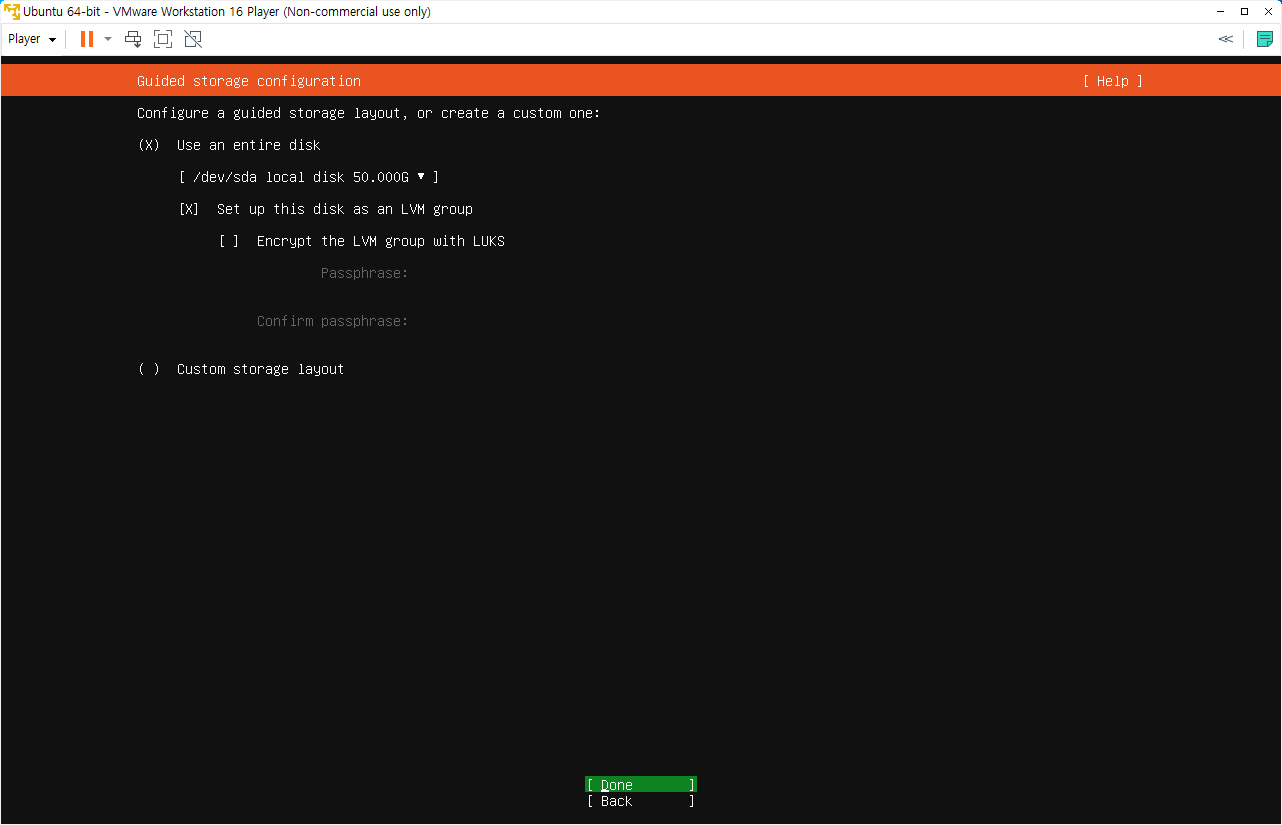 Ubuntu 64-bit - VMware Workstation 16 Player (Non-commercial use only)
Player
Guided storage configuration [ Help ]
Configure a guided storage layout, or create a custom one:
(X) Use an entire disk
[ /dev/sda local disk 50.000G ▾ ]
[X] Set up this disk as an LVM group
[ ] Encrypt the LVM group with LUKS
Passphrase:
Confirm passphrase:
( ) Custom storage layout
[ Done ]
[ Back ]